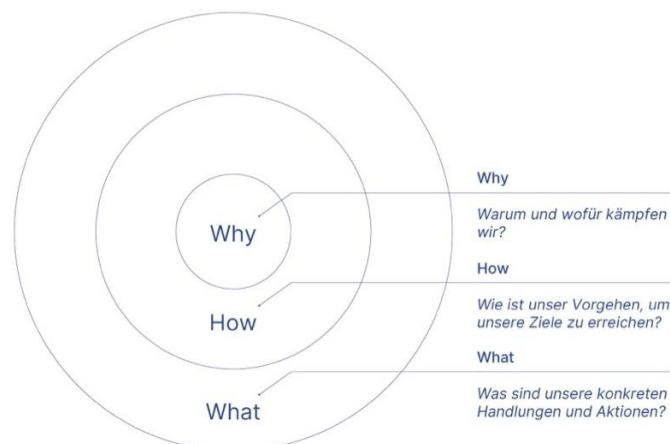 Why
How
What
Why
Warum und wofür kämpfen
wir?
How
Wie ist unser Vorgehen, um
unsere Ziele zu erreichen?
What
Was sind unsere konkreten
Handlungen und Aktionen?